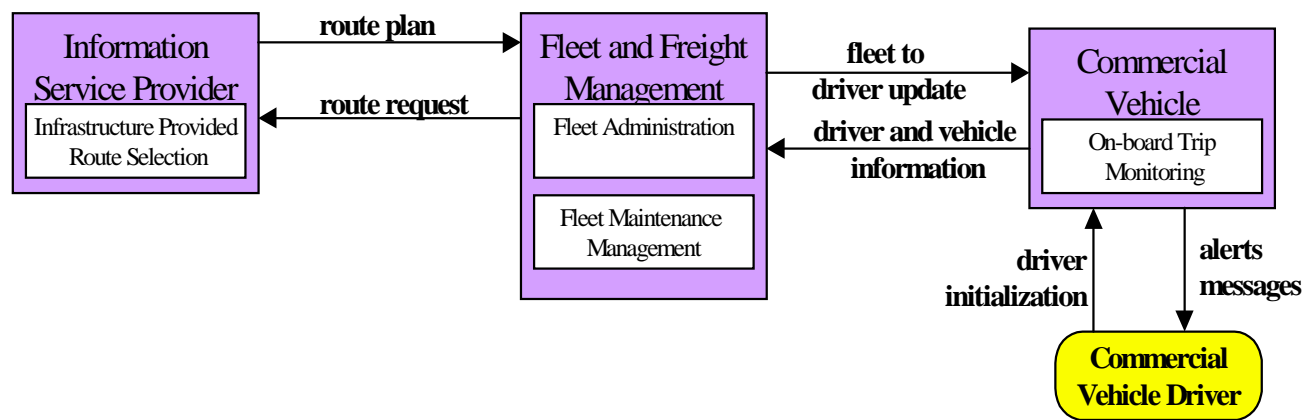 Information
Service Provider
Infrastructure Provided
Route Selection
route plan
route request
Fleet and Freight
Management
Fleet Administration
Fleet Maintenance
Management
fleet to
driver update
driver and vehicle
information
Commercial
Vehicle
On-board Trip
Monitoring
driver
initialization
alerts
messages
Commercial
Vehicle Driver